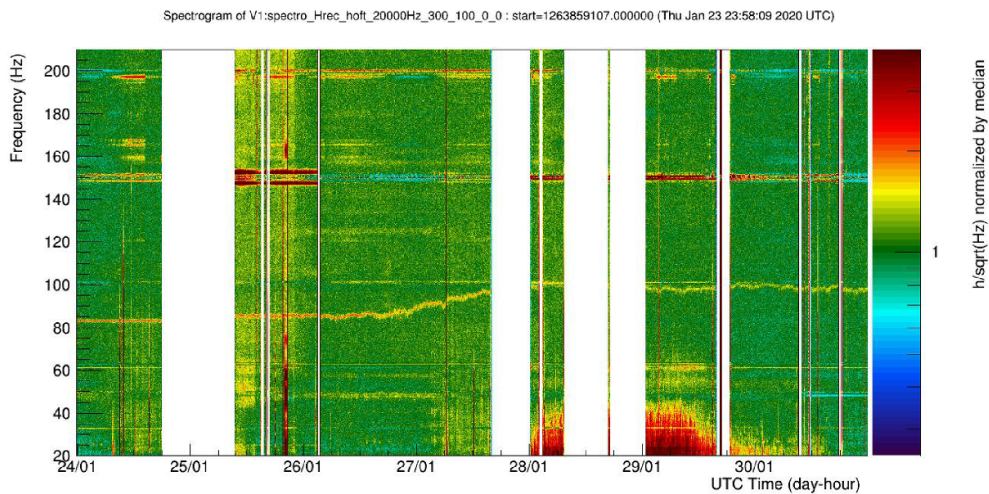 Spectrogram of V1:spectro_Hrec_hoft_20000Hz_300_100_0_0 : start=1263859107.000000 (Thu Jan 23 23:58:09 2020 UTC)
Frequency (Hz)
200
180
160
140
120
100
80
60
40
20
24/01 25/01 26/01 27/01 28/01 29/01 30/01
UTC Time (day-hour)
1
h/sqrt(Hz) normalized by median